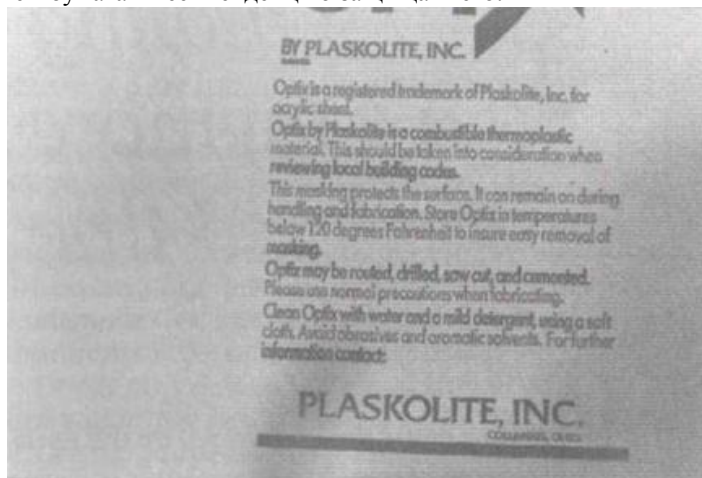 BY PLASKOLITE, INC.
Optix is a registered trademark of Plaskolite, Inc. for
acrylic sheet.
Optix by Plaskolite is a combustible thermoplastic
material. This should be taken into consideration when
reviewing local building codes.
This masking protects the surface. It can remain on during
handling and fabrication. Store Optix in temperatures
below 120 degrees Fahrenheit to insure easy removal of
masking.
Optix may be routed, drilled, saw cut, and cemented.
Please use normal precautions when fabricating.
Clean Optix with water and a mild detergent, using a soft
cloth. Avoid abrasives and aromatic solvents. For further
information contact:
PLASKOLITE, INC.
COLUMBUS, OHIO